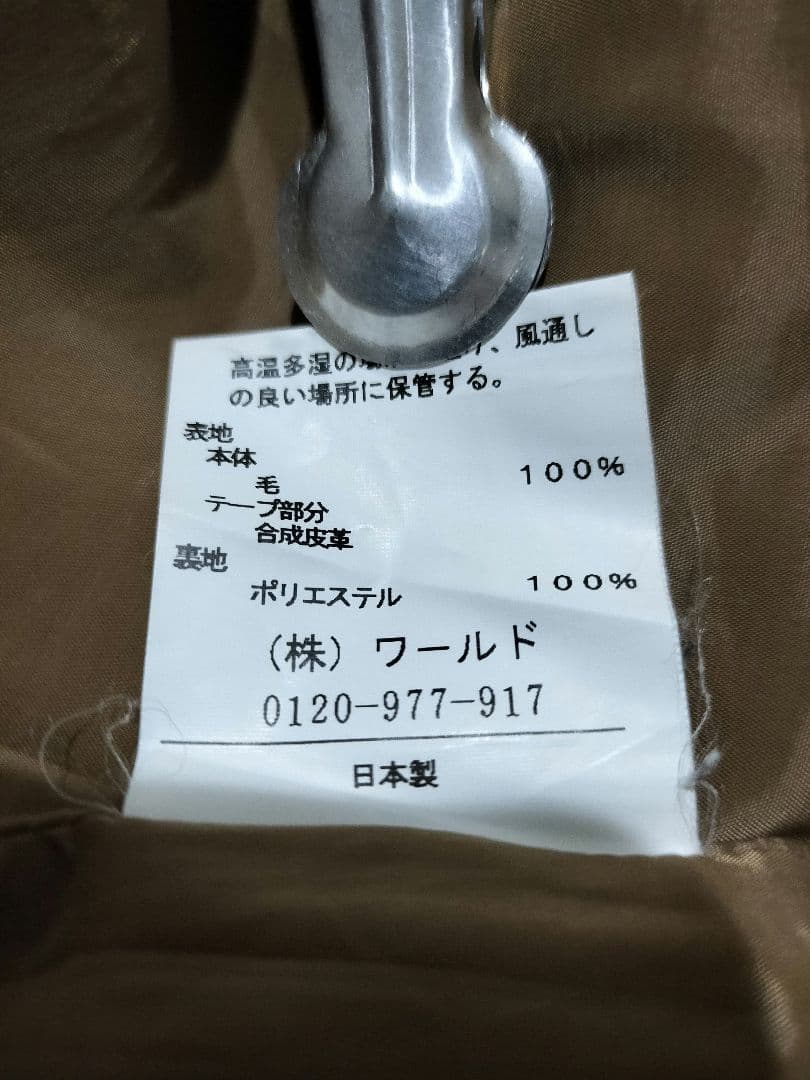 高温多湿の場 、風通し
の良い場所に保管する。
表地
本体
毛 100%
テープ部分
合成皮革
裏地
ポリエステル 100%
(株)ワールド
0120-977-917
日本製